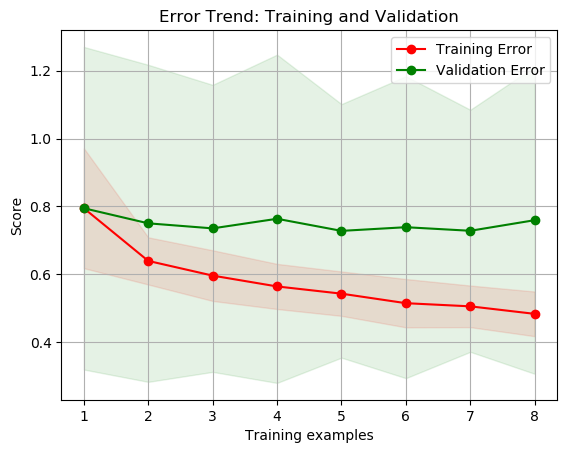 Error Trend: Training and Validation
Training Error
Validation Error
Score
1.2
1.0
0.8
0.6
0.4
1 2 3 4 5 6 7 8
Training examples